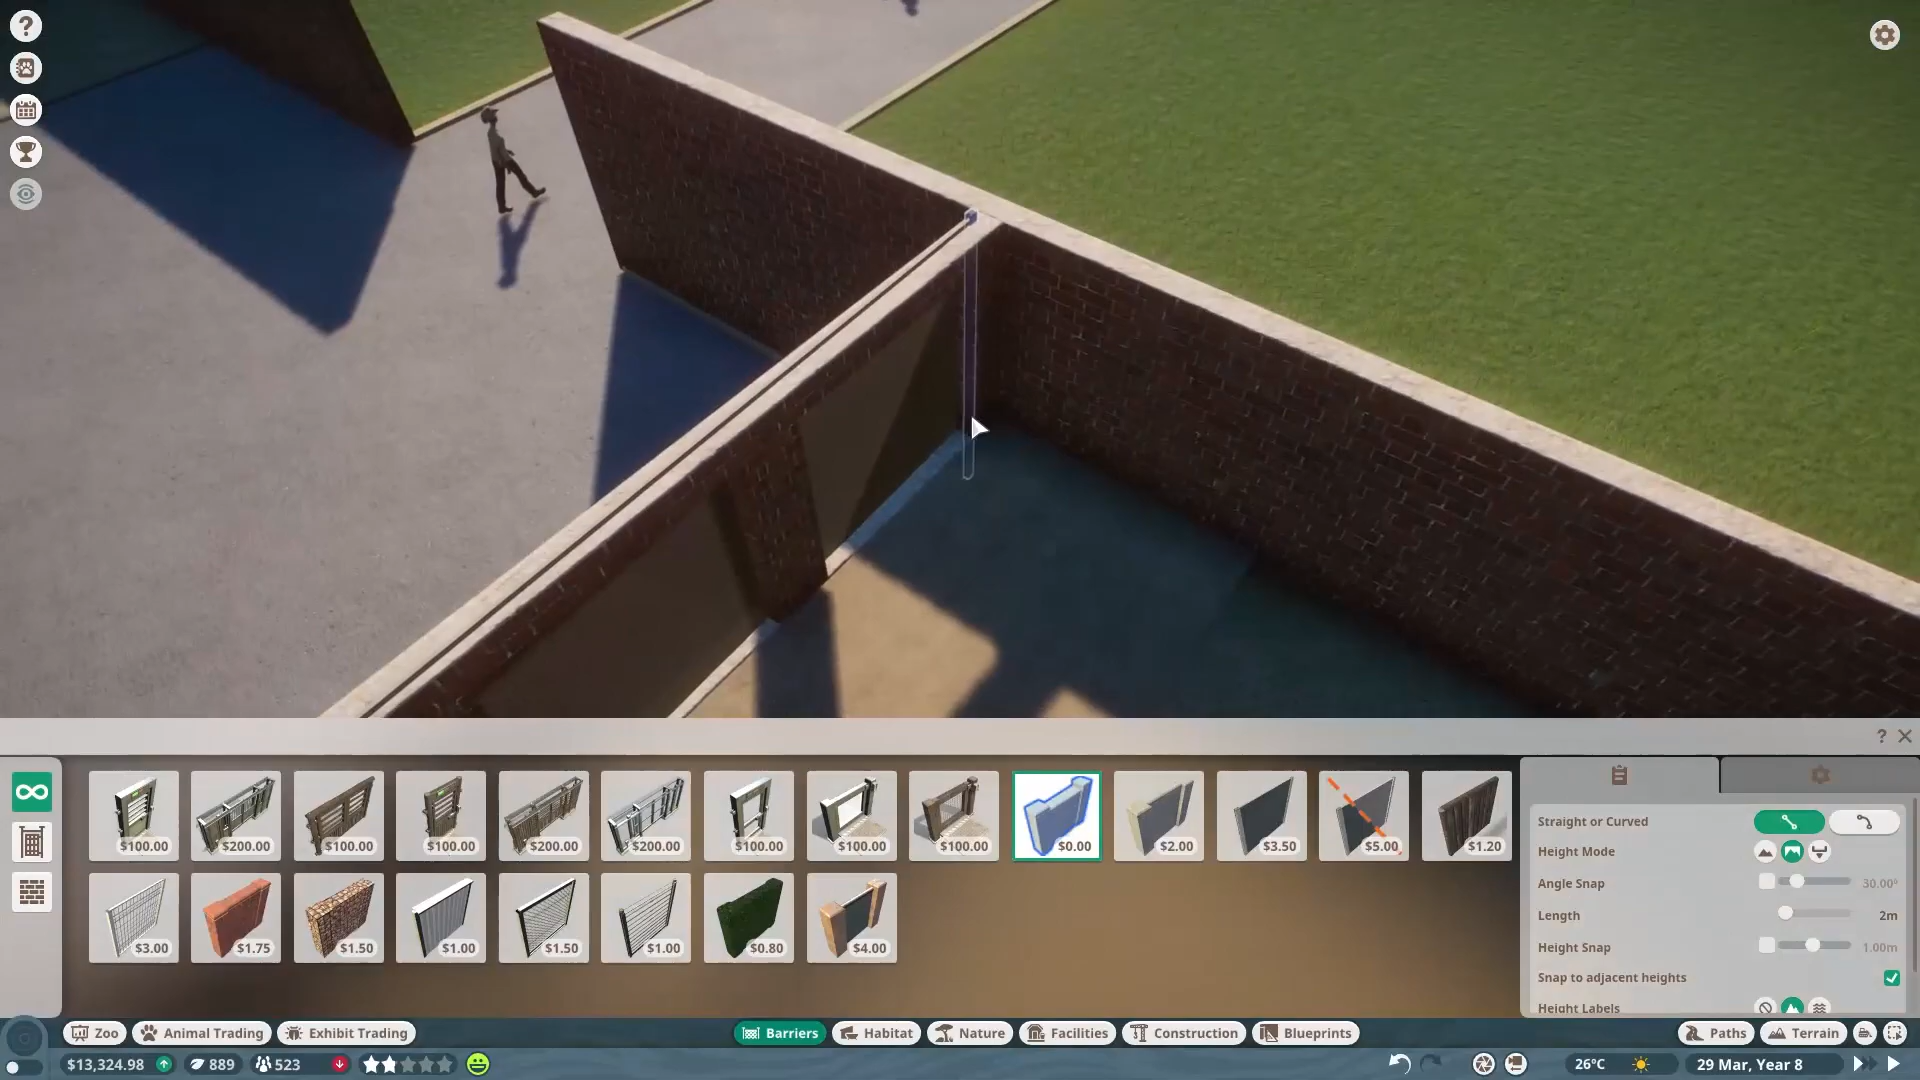 ?
?
$100.00 $200.00 $100.00 $100.00 $200.00 $200.00 $100.00 $100.00 $100.00 $0.00 $2.00 $3.50 $5.00 $1.20
$3.00 $1.75 $1.50 $1.00 $1.50 $1.00 $0.80 $4.00
Straight or Curved
Height Mode
Angle Snap 30.00°
Length 2m
Height Snap 1.00m
Snap to adjacent heights
Height Labels
Zoo Animal Trading Exhibit Trading Barriers Habitat Nature Facilities Construction Blueprints Paths Terrain
$13,324.98 889 523 26°C 29 Mar, Year 8